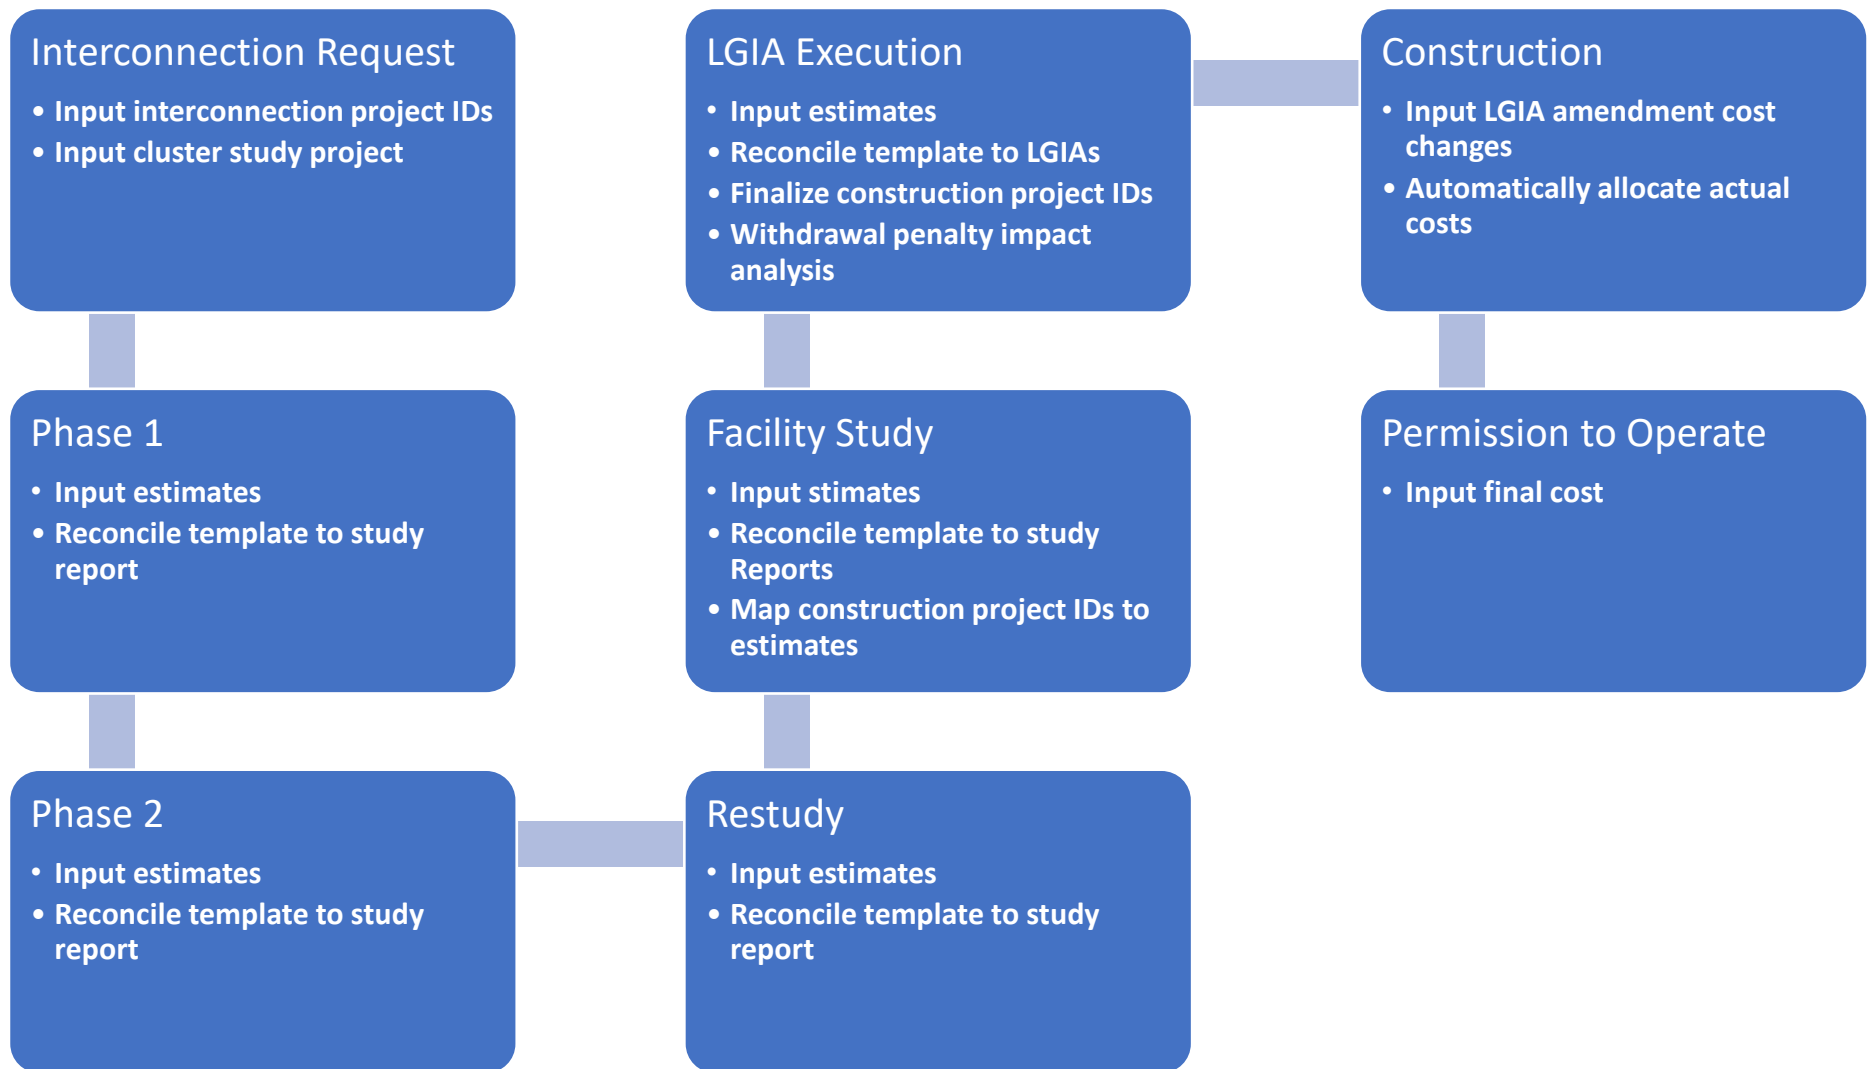 Interconnection Request
• Input interconnection project IDs
• Input cluster study project
Phase 1
• Input estimates
• Reconcile template to study
report
Phase 2
• Input estimates
• Reconcile template to study
report
Restudy
• Input estimates
• Reconcile template to study
report
Facility Study
• Input stimates
• Reconcile template to study
Reports
• Map construction project IDs to
estimates
LGIA Execution
• Input estimates
• Reconcile template to LGIAs
• Finalize construction project IDs
• Withdrawal penalty impact
analysis
Construction
• Input LGIA amendment cost
changes
• Automatically allocate actual
costs
Permission to Operate
• Input final cost